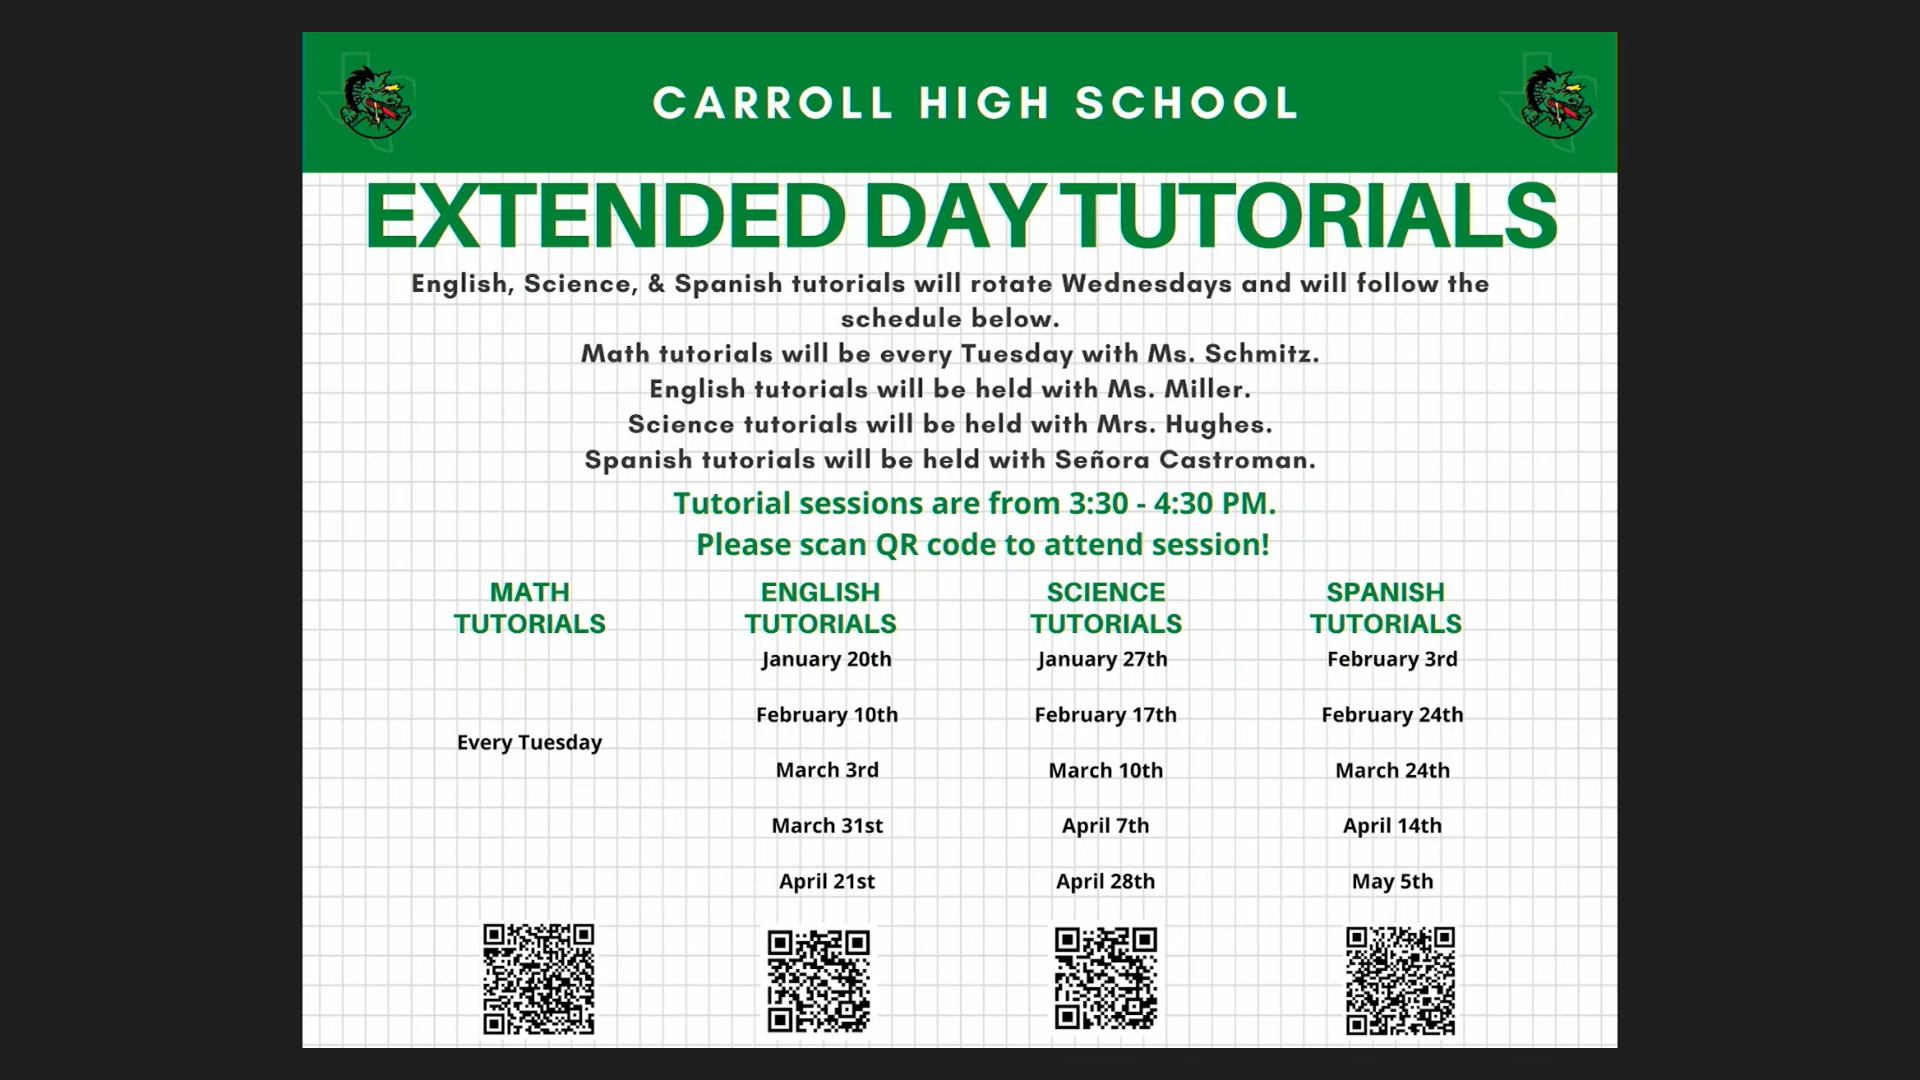 CARROLL HIGH SCHOOL
EXTENDED DAY TUTORIALS
English, Science, & Spanish tutorials will rotate Wednesdays and will follow the
schedule below.
Math tutorials will be every Tuesday with Ms. Schmitz.
English tutorials will be held with Ms. Miller.
Science tutorials will be held with Mrs. Hughes.
Spanish tutorials will be held with Señora Castroman.
Tutorial sessions are from 3:30 - 4:30 PM.
Please scan QR code to attend session!
MATH
TUTORIALS
Every Tuesday
ENGLISH
TUTORIALS
January 20th
February 10th
March 3rd
March 31st
April 21st
SCIENCE
TUTORIALS
January 27th
February 17th
March 10th
April 7th
April 28th
SPANISH
TUTORIALS
February 3rd
February 24th
March 24th
April 14th
May 5th